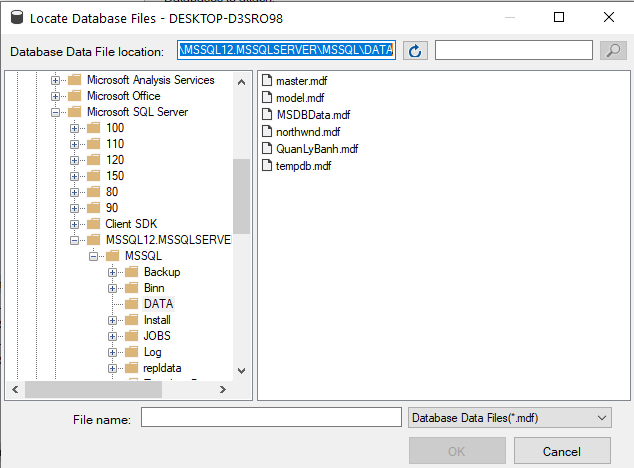 Databases to attach:
Locate Database Files - DESKTOP-D3SRO98
Database Data File location:
\MSSQL12.MSSQLSERVER\MSSQL\DATA
Microsoft Analysis Services
Microsoft Office
Microsoft SQL Server
100
110
120
150
80
90
Client SDK
MSSQL12.MSSQLSERVE
MSSQL
Backup
Binn
DATA
Install
JOBS
Log
repldata
master.mdf
model.mdf
MSDBData.mdf
northwnd.mdf
QuanLyBanh.mdf
tempdb.mdf
File name:
Database Data Files(*.mdf)
OK
Cancel